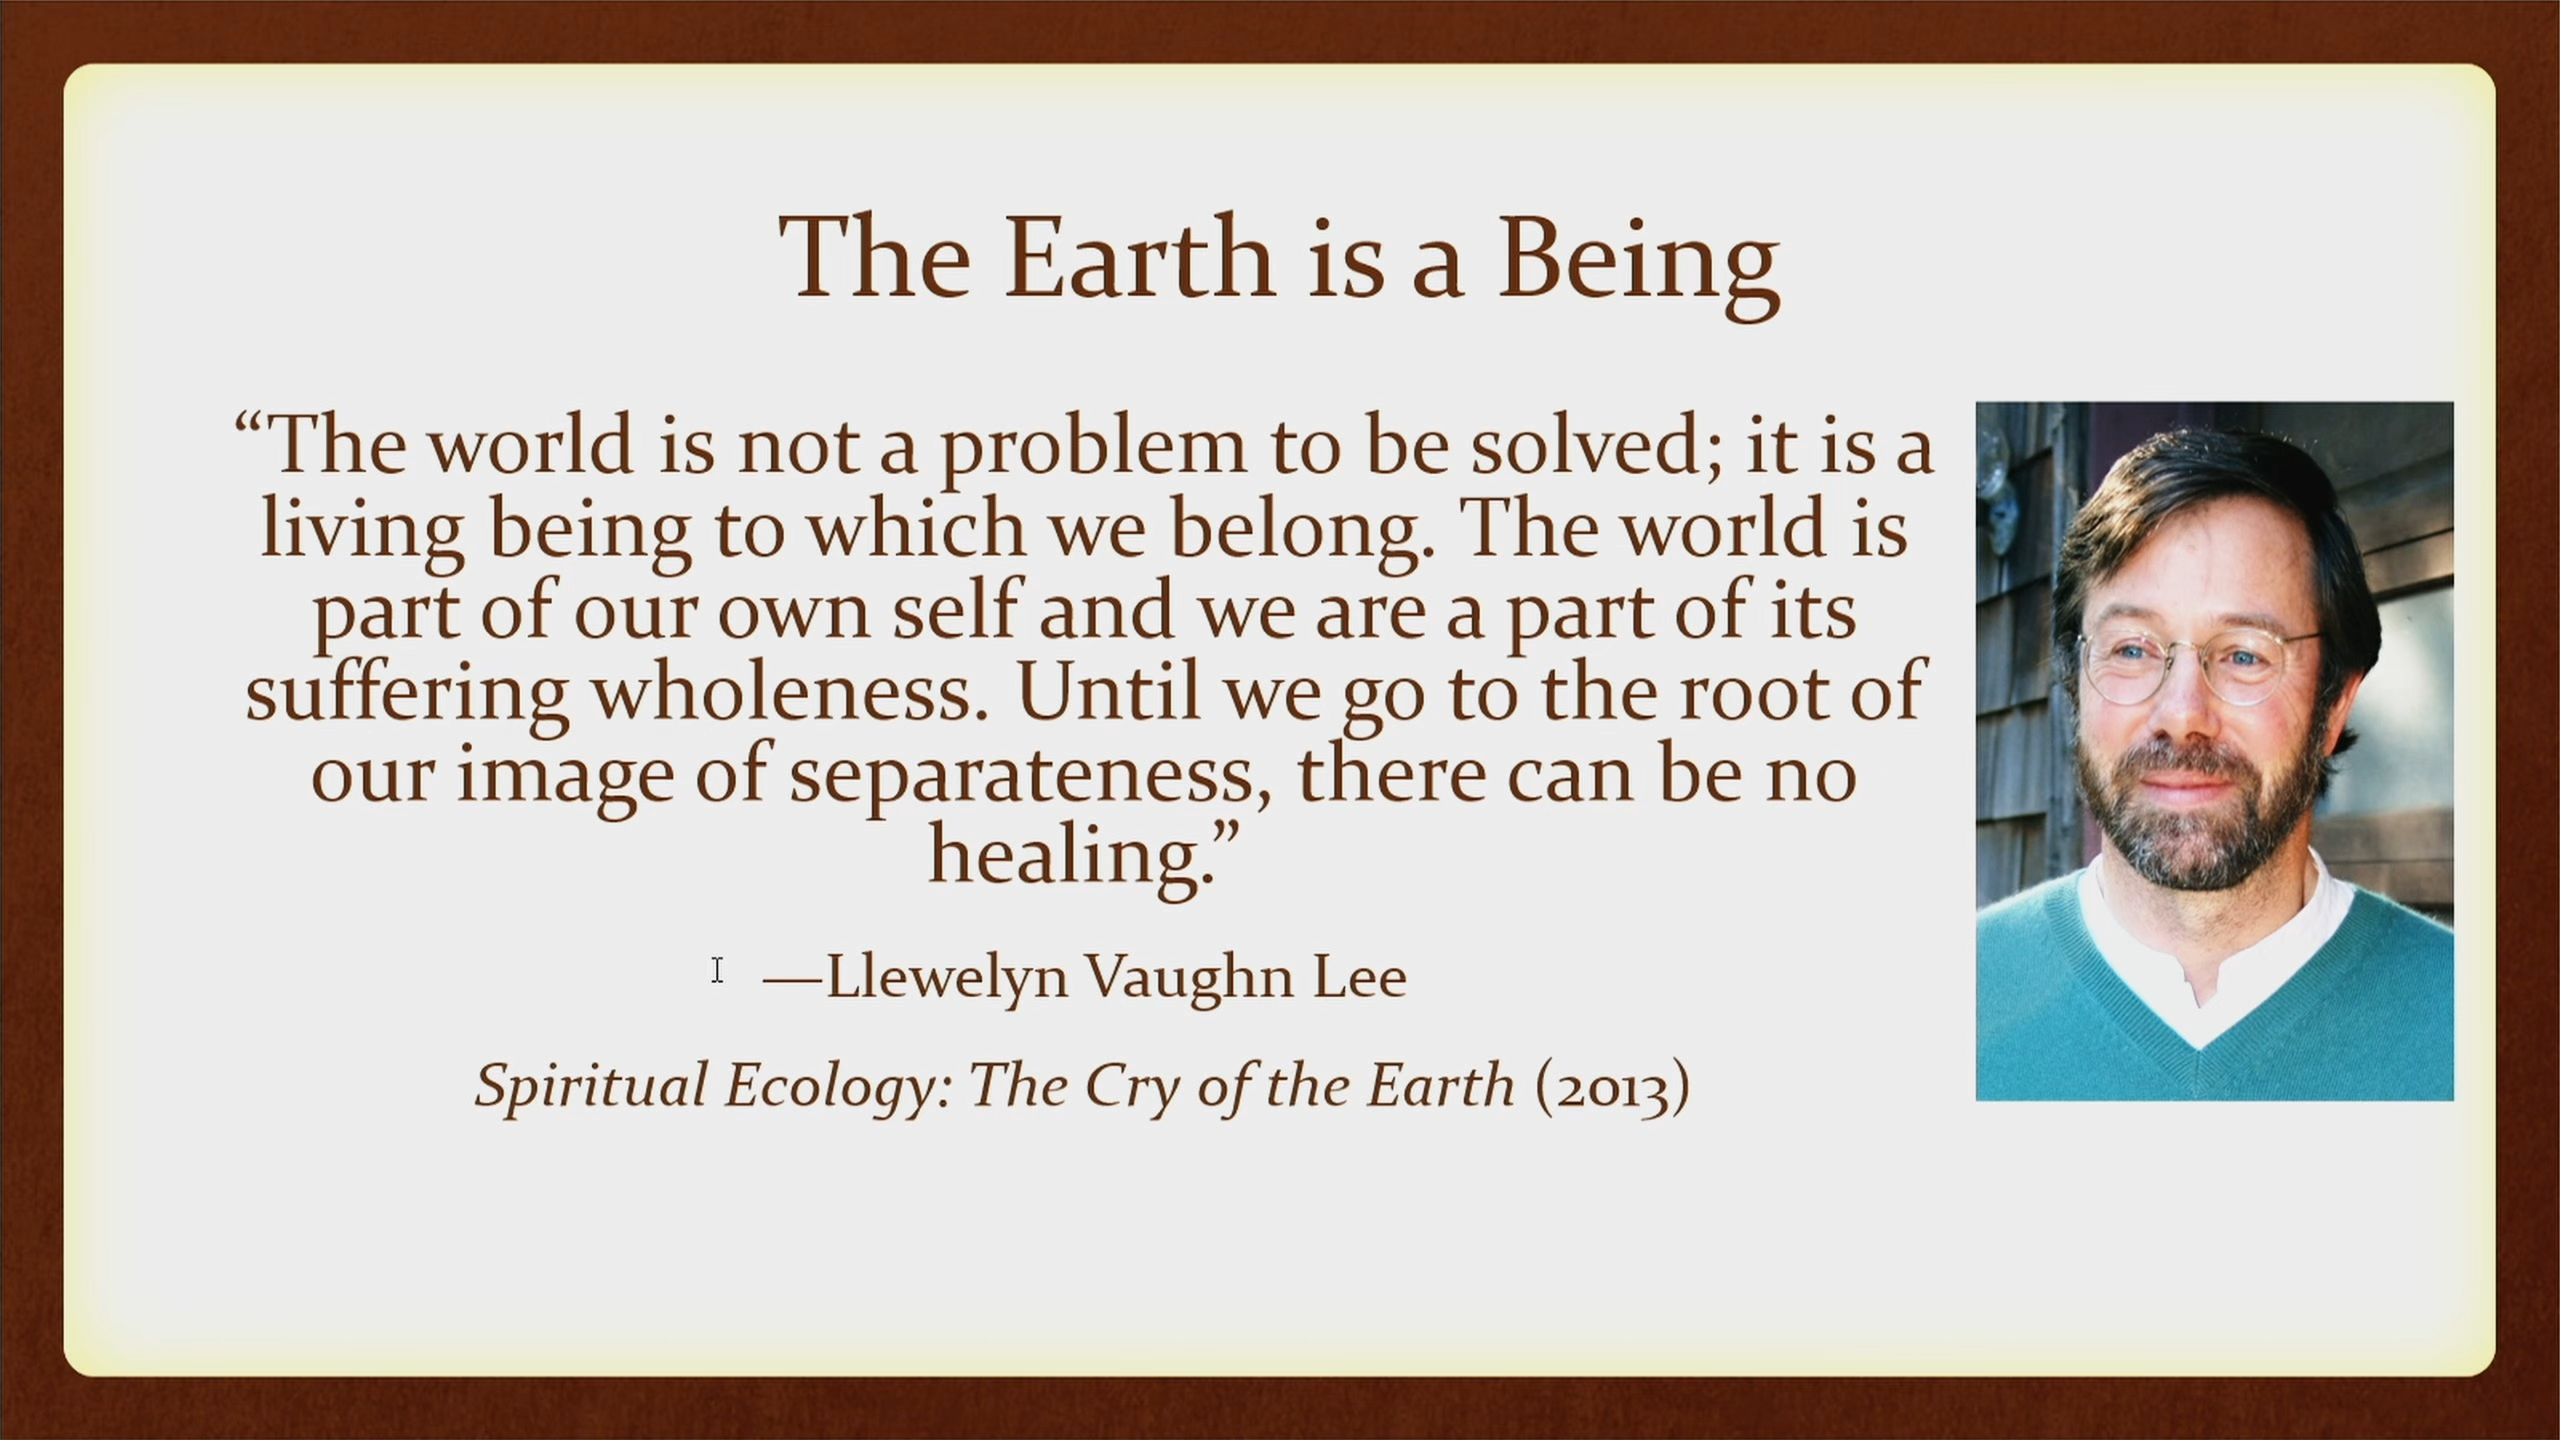 The Earth is a Being
“The world is not a problem to be solved; it is a
living being to which we belong. The world is
part of our own self and we are a part of its
suffering wholeness. Until we go to the root of
our image of separateness, there can be no
healing.”
—Llewelyn Vaughn Lee
Spiritual Ecology: The Cry of the Earth (2013)